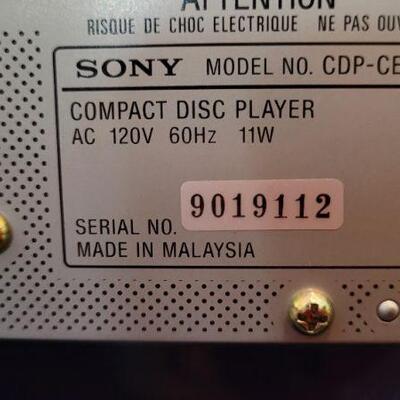 ATTENTION
RISQUE DE CHOC ELECTRIQUE NE PAS OUV
SONY MODEL NO. CDP-CE
COMPACT DISC PLAYER
AC 120V 60Hz 11W
SERIAL NO. 9019112
MADE IN MALAYSIA